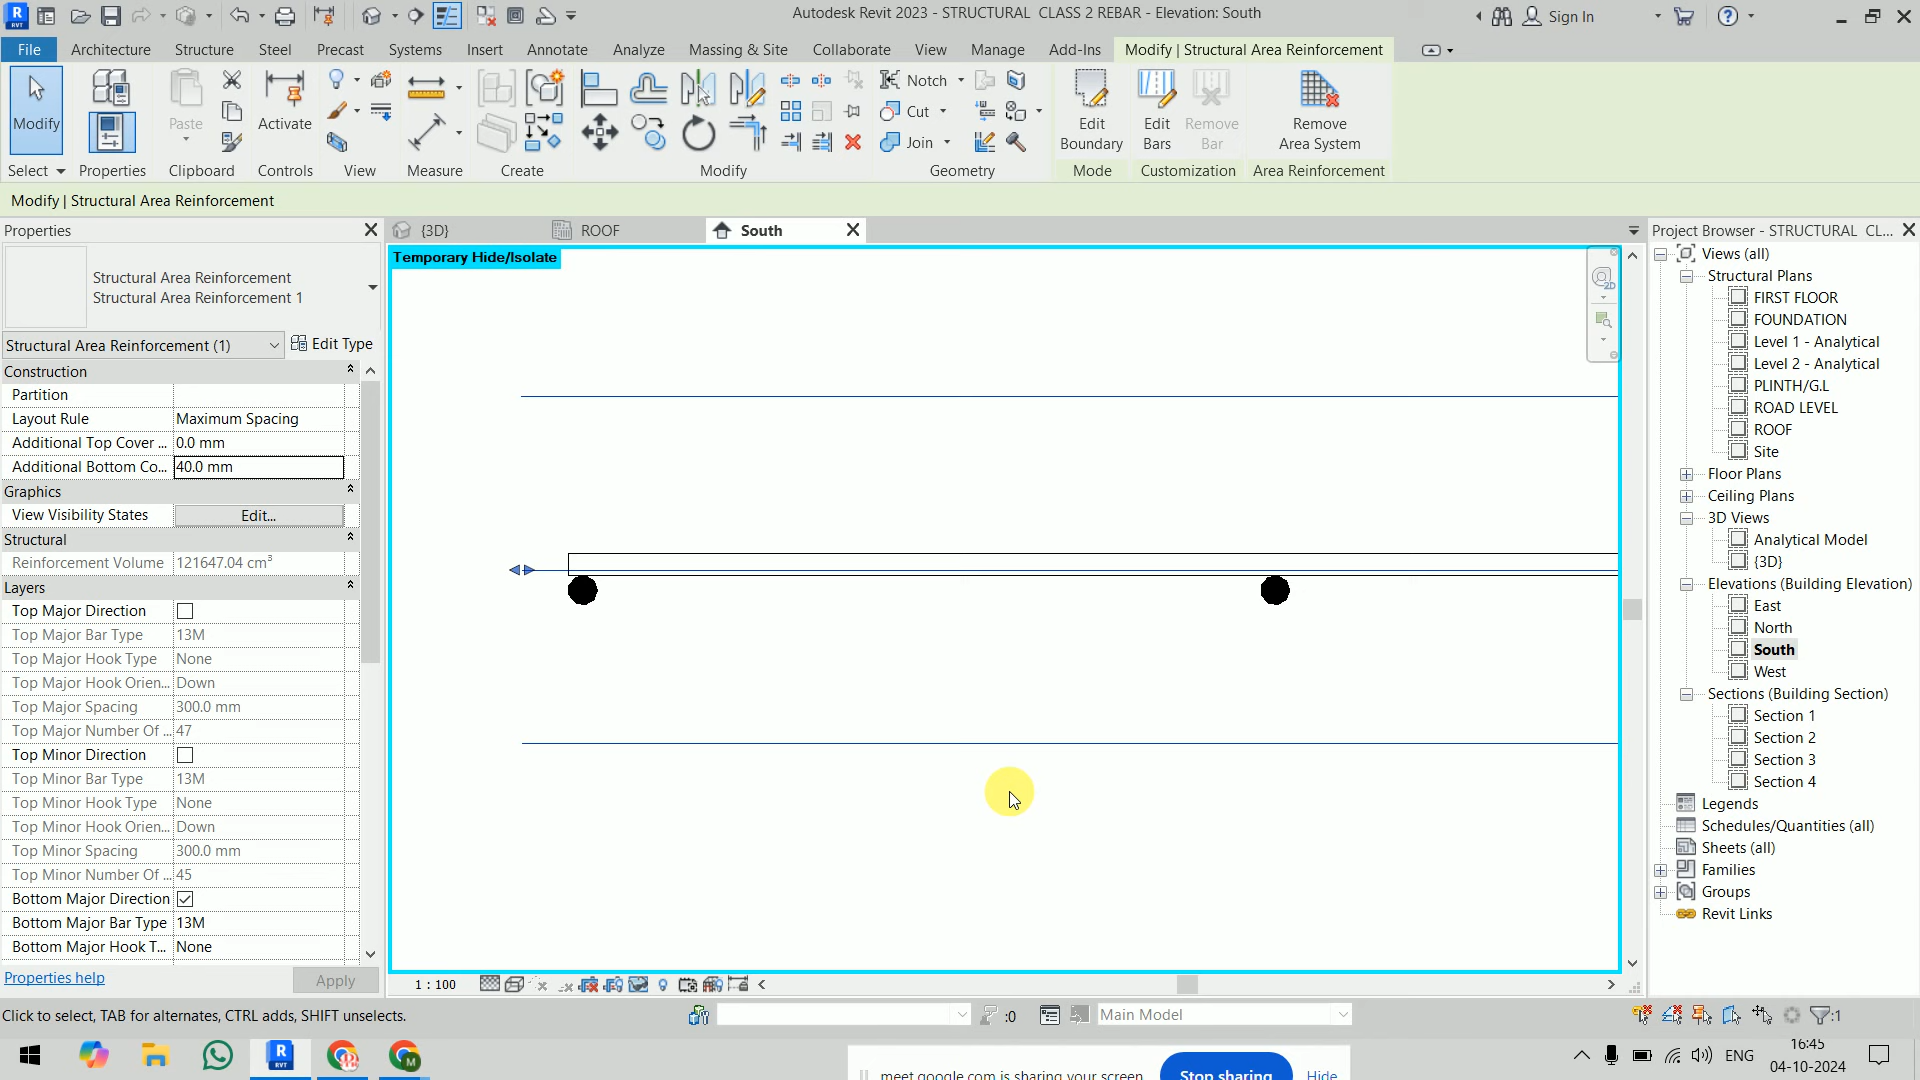 Autodesk Revit 2023 - STRUCTURAL CLASS 2 REBAR - Elevation: South
Sign In
File Architecture Structure Steel Precast Systems Insert Annotate Analyze Massing & Site Collaborate View Manage Add-Ins Modify | Structural Area Reinforcement
Modify
Paste
Activate
Notch
Cut
Join
Edit Boundary
Edit Bars
Remove Bar
Remove Area System
Select Properties Clipboard Controls View Measure Create Modify Geometry Mode Customization Area Reinforcement
Modify | Structural Area Reinforcement
Properties
Structural Area Reinforcement
Structural Area Reinforcement 1
Structural Area Reinforcement (1) Edit Type
Construction
Partition
Layout Rule Maximum Spacing
Additional Top Cover ... 0.0 mm
Additional Bottom Co... 40.0 mm
Graphics
View Visibility States Edit...
Structural
Reinforcement Volume 121647.04 cm³
Layers
Top Major Direction
Top Major Bar Type 13M
Top Major Hook Type None
Top Major Hook Orien... Down
Top Major Spacing 300.0 mm
Top Major Number Of ... 47
Top Minor Direction
Top Minor Bar Type 13M
Top Minor Hook Type None
Top Minor Hook Orien... Down
Top Minor Spacing 300.0 mm
Top Minor Number Of ... 45
Bottom Major Direction
Bottom Major Bar Type 13M
Bottom Major Hook T... None
Properties help Apply
{3D} ROOF South
Temporary Hide/Isolate
2D
1 : 100
Project Browser - STRUCTURAL CL...
Views (all)
Structural Plans
FIRST FLOOR
FOUNDATION
Level 1 - Analytical
Level 2 - Analytical
PLINTH/G.L
ROAD LEVEL
ROOF
Site
Floor Plans
Ceiling Plans
3D Views
Analytical Model
{3D}
Elevations (Building Elevation)
East
North
South
West
Sections (Building Section)
Section 1
Section 2
Section 3
Section 4
Legends
Schedules/Quantities (all)
Sheets (all)
Families
Groups
Revit Links
Click to select, TAB for alternates, CTRL adds, SHIFT unselects.
:0 Main Model :1
meet.google.com is sharing your screen. Stop sharing Hide
ENG
16:45
04-10-2024